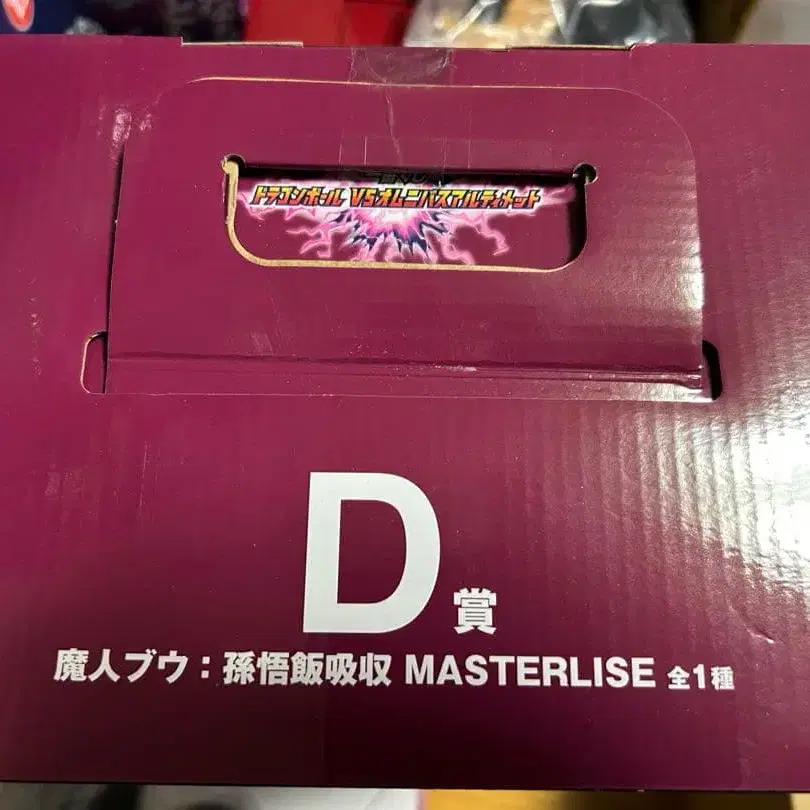 ドラゴンボール VSオムニバスアルティメット
D賞
魔人ブウ：孫悟飯吸収 MASTERLISE 全1種